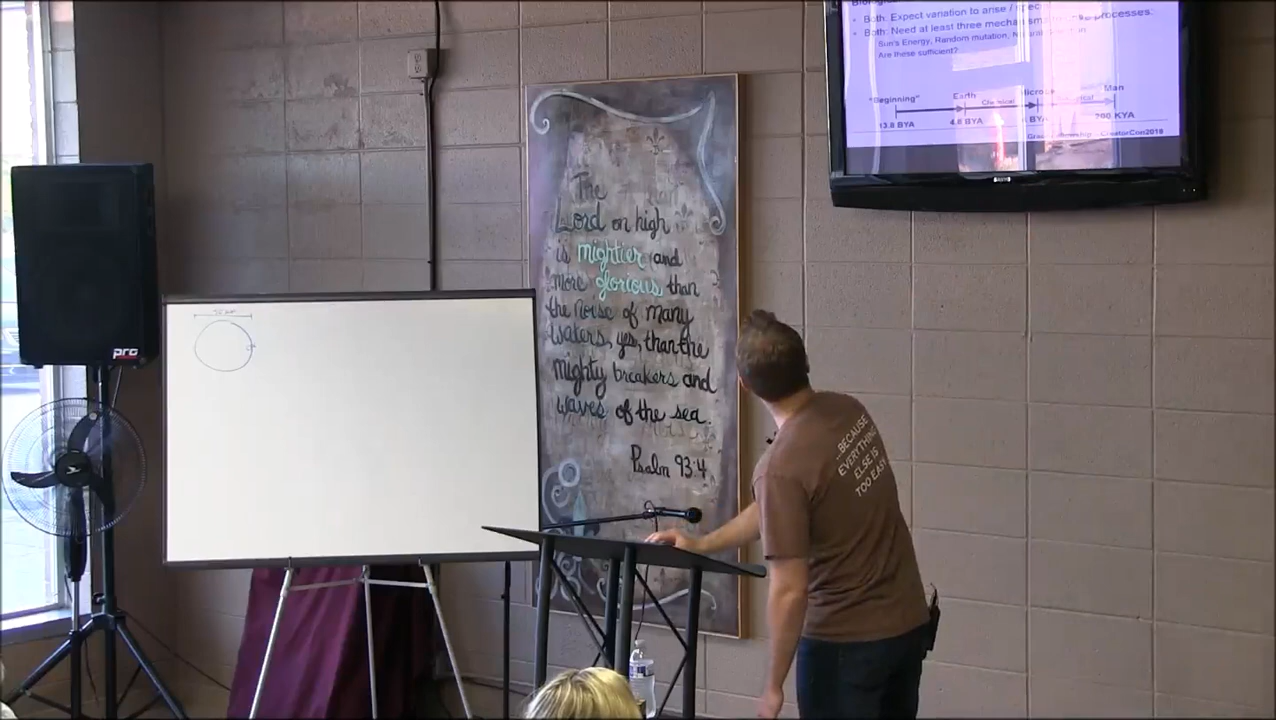 Both: Expect variation to arise /
Both: Need at least three processes:
Sun's Energy, Random mutation,
Are these sufficient?
"Beginning"
Earth
Man
Chemical
13.8 BYA
BYA
200 KYA
CreatorCon2018
The
Lord on high
is mightier and
more glorious than
the noise of many
waters, yes, than the
mighty breakers and
waves of the sea.
Psalm 93:4
...BECAUSE
EVERYTHING
ELSE IS
TOO EASY
pro